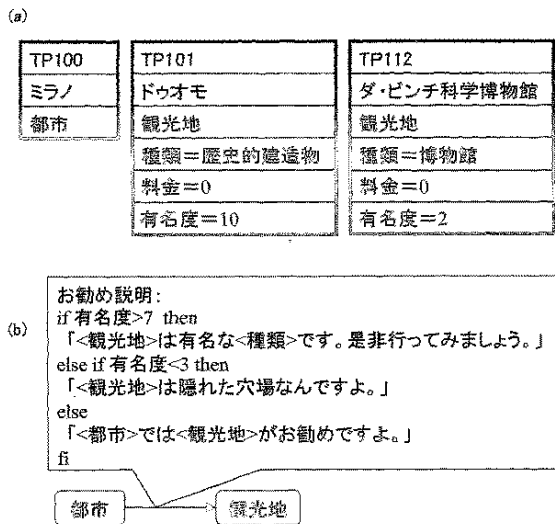 (a)
TP100
ミラノ
都市
TP101
ドゥオモ
観光地
種類=歴史的建造物
料金=0
有名度=10
TP112
ダ・ビンチ科学博物館
観光地
種類=博物館
料金=0
有名度=2
(b)
お勧め説明:
if 有名度>7 then
「<観光地>は有名な<種類>です。是非行ってみましょう。」
else if 有名度<3 then
「<観光地>は隠れた穴場なんですよ。」
else
「<都市>では<観光地>がお勧めですよ。」
fi
都市
観光地